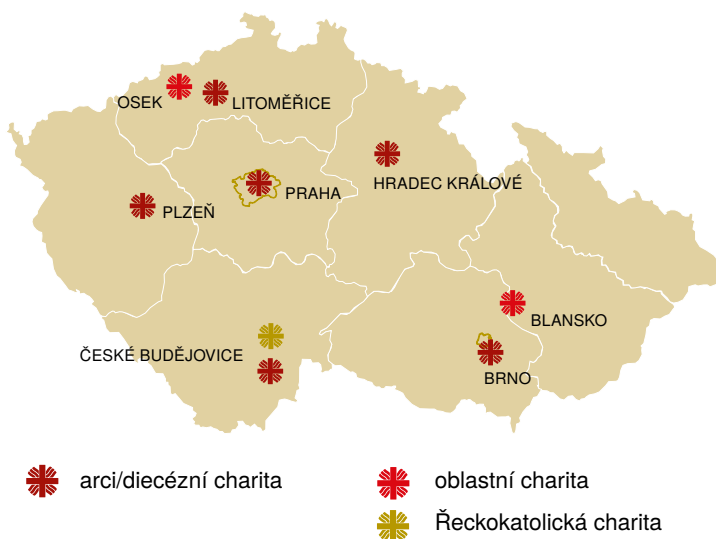 OSEK
LITOMĚŘICE
HRADEC KRÁLOVÉ
PRAHA
PLZEŇ
BLANSKO
ČESKÉ BUDĚJOVICE
BRNO
arci/diecézní charita
oblastní charita
Řeckokatolická charita